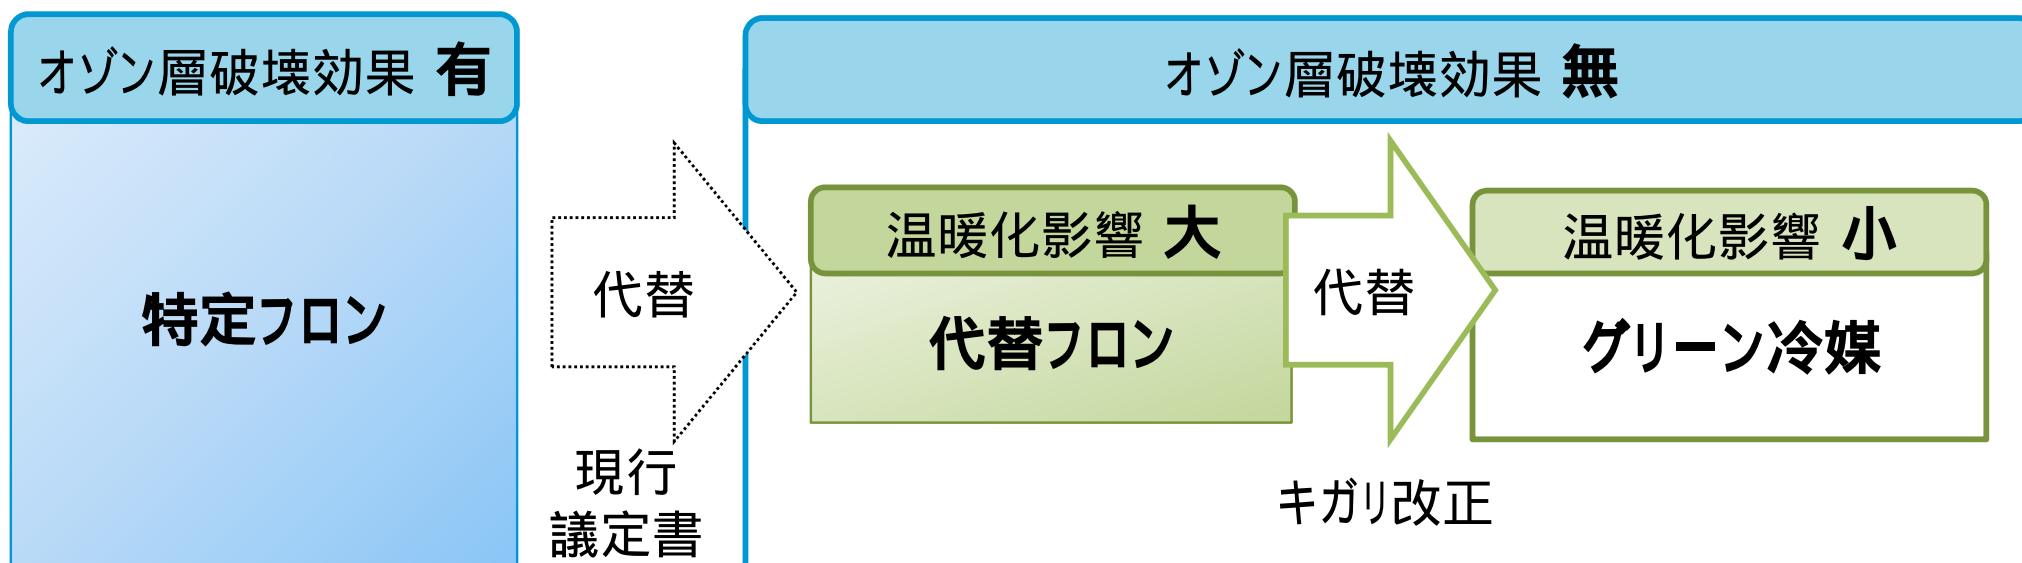 オゾン層破壊効果 有
特定フロン
代替
現行
議定書
オゾン層破壊効果 無
温暖化影響 大
代替フロン
代替
キガリ改正
温暖化影響 小
グリーン冷媒